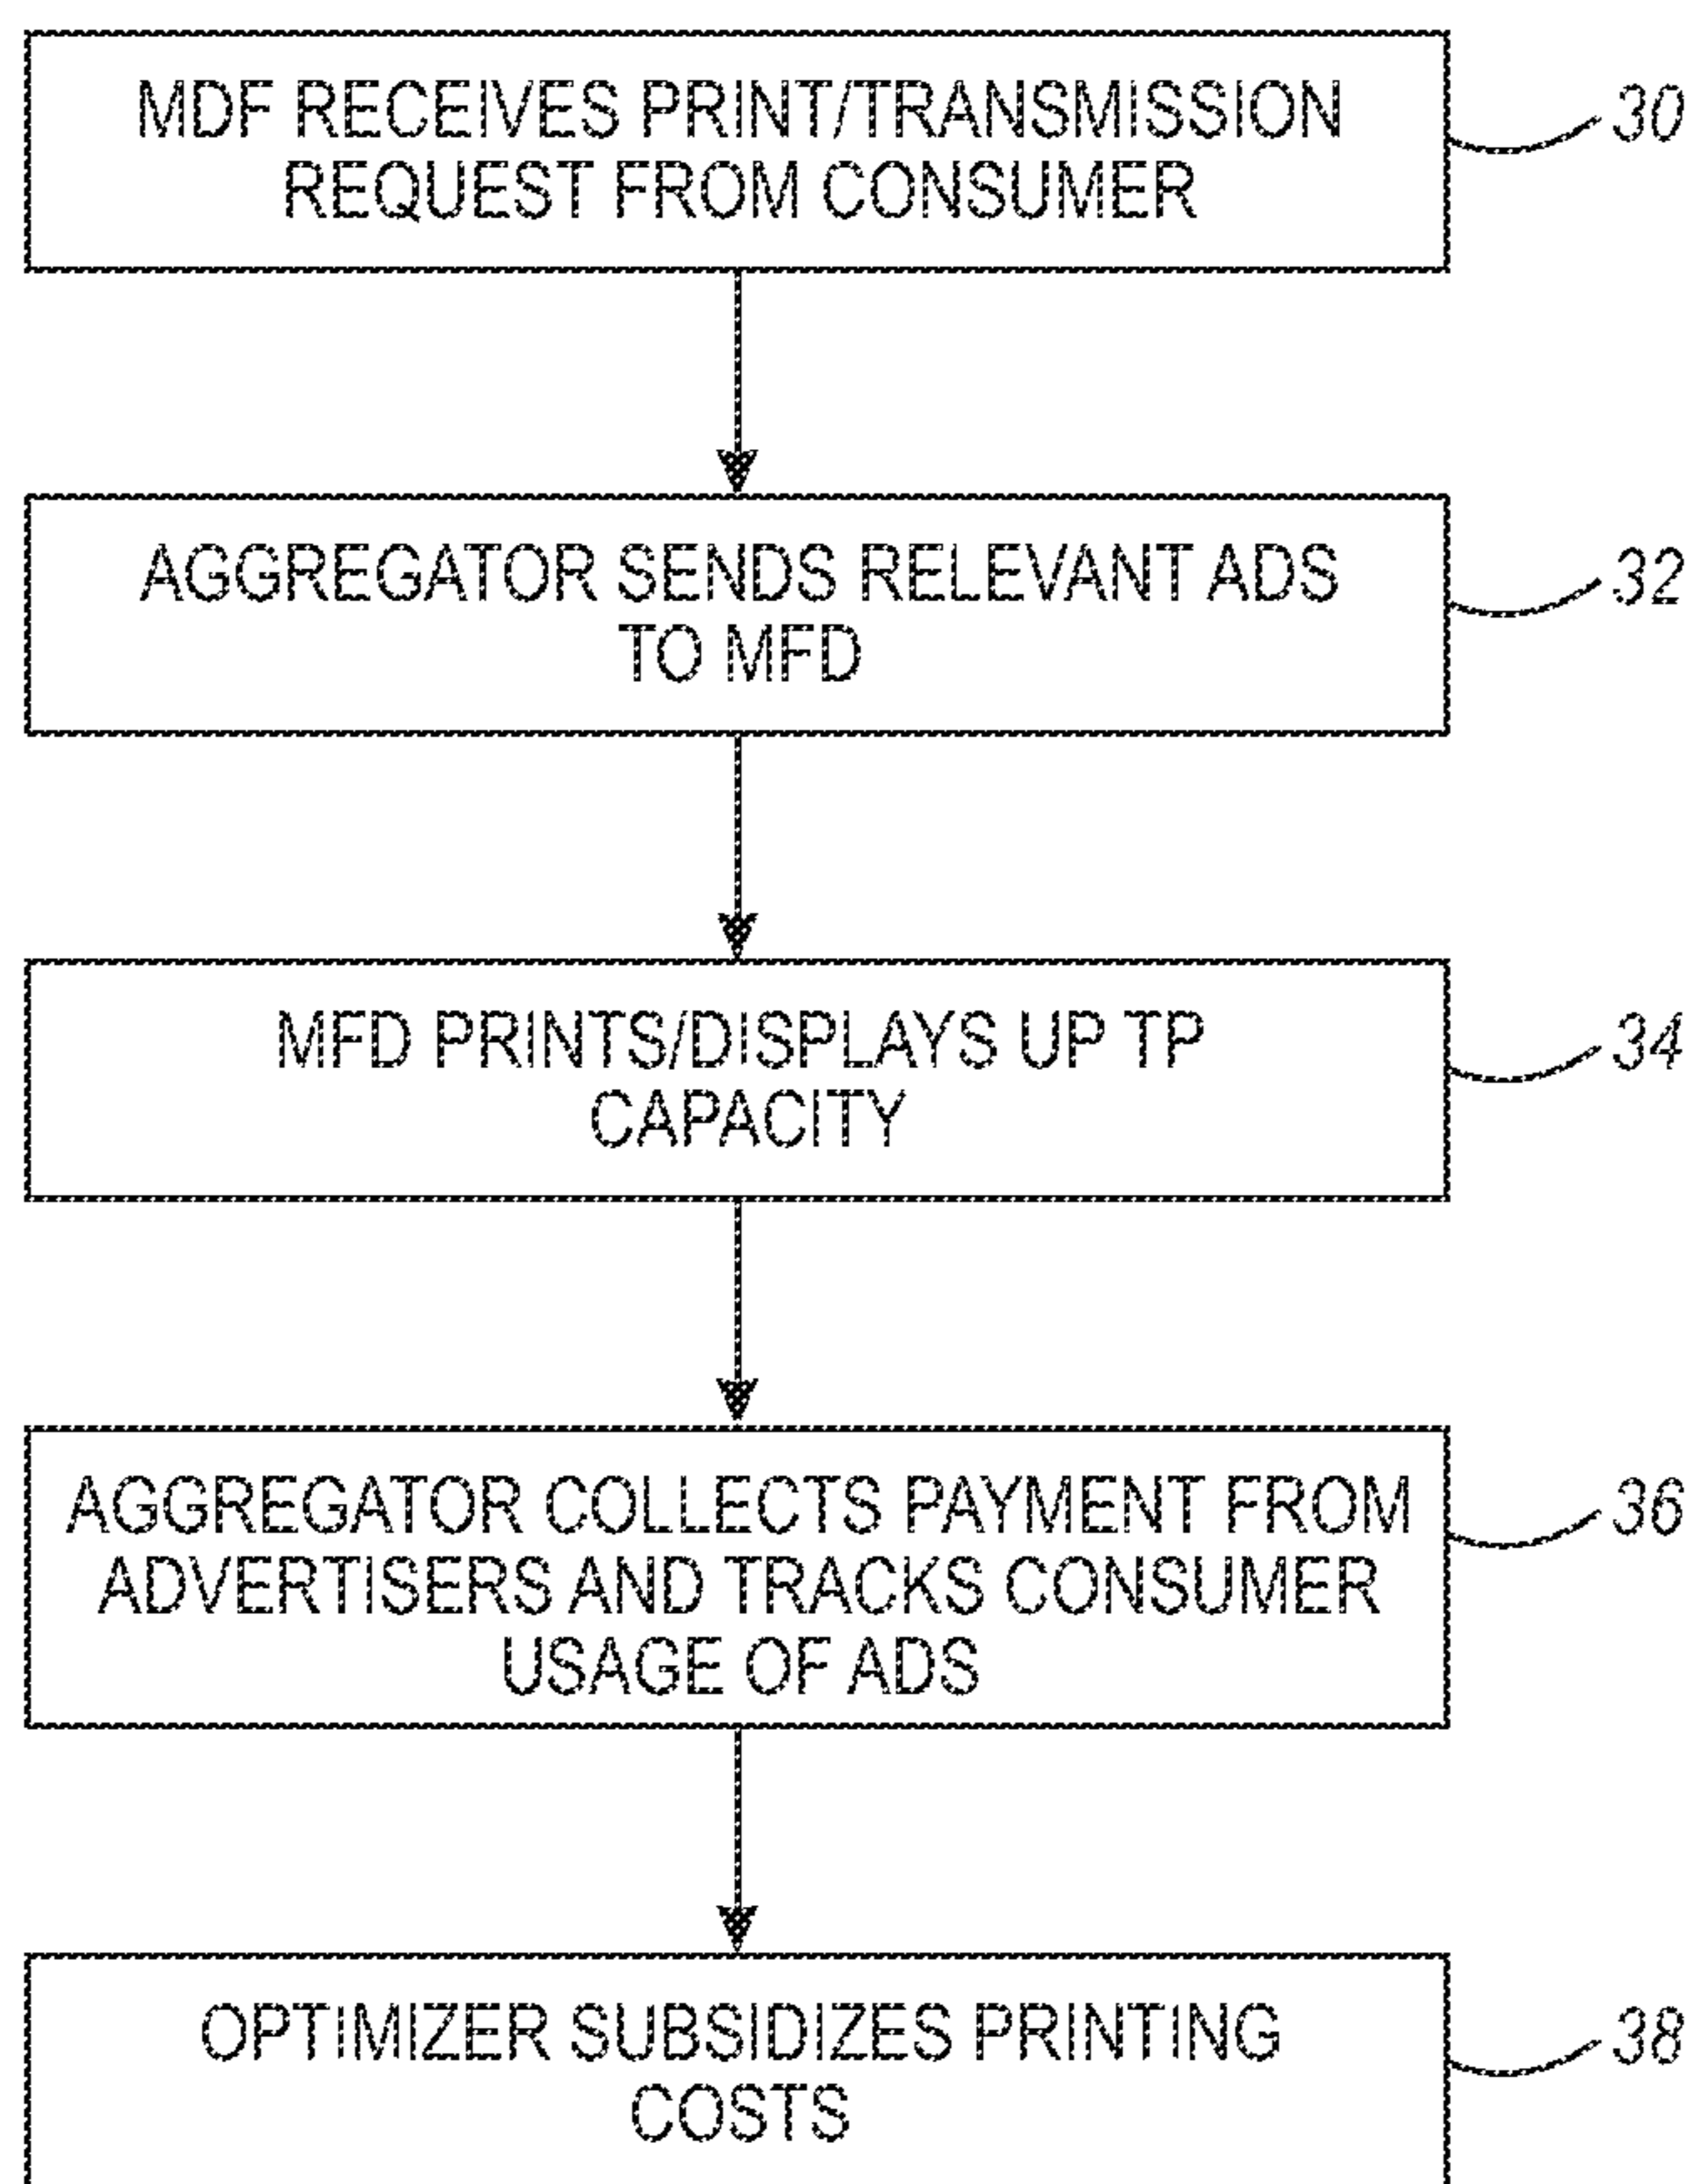 MDF RECEIVES PRINT/TRANSMISSION
REQUEST FROM CONSUMER
30
AGGREGATOR SENDS RELEVANT ADS
TO MFD
32
MFD PRINTS/DISPLAYS UP TP
CAPACITY
34
AGGREGATOR COLLECTS PAYMENT FROM
ADVERTISERS AND TRACKS CONSUMER
USAGE OF ADS
36
OPTIMIZER SUBSIDIZES PRINTING
COSTS
38